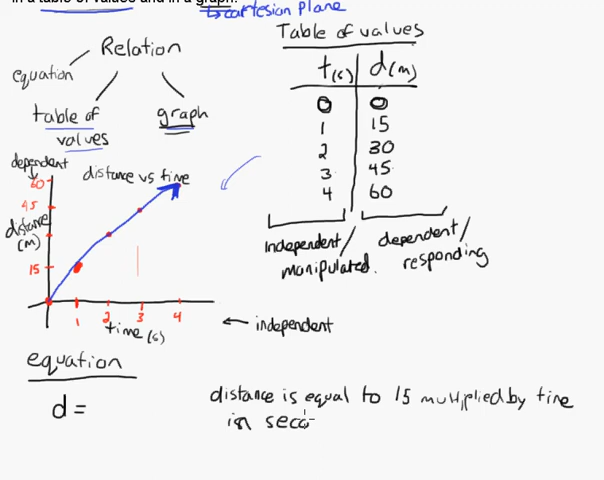 in a table of values and in a graph.
↳ cartesian plane
Relation
equation
table of values
graph
Table of values
t(s) d(m)
0 0
1 15
2 30
3 45
4 60
independent/ manipulated.
dependent/ responding
dependent
distance vs time
60
45
distance (m)
15
1 2 3 4
time (s)
← independent
equation
d =
distance is equal to 15 multiplied by time
in seco